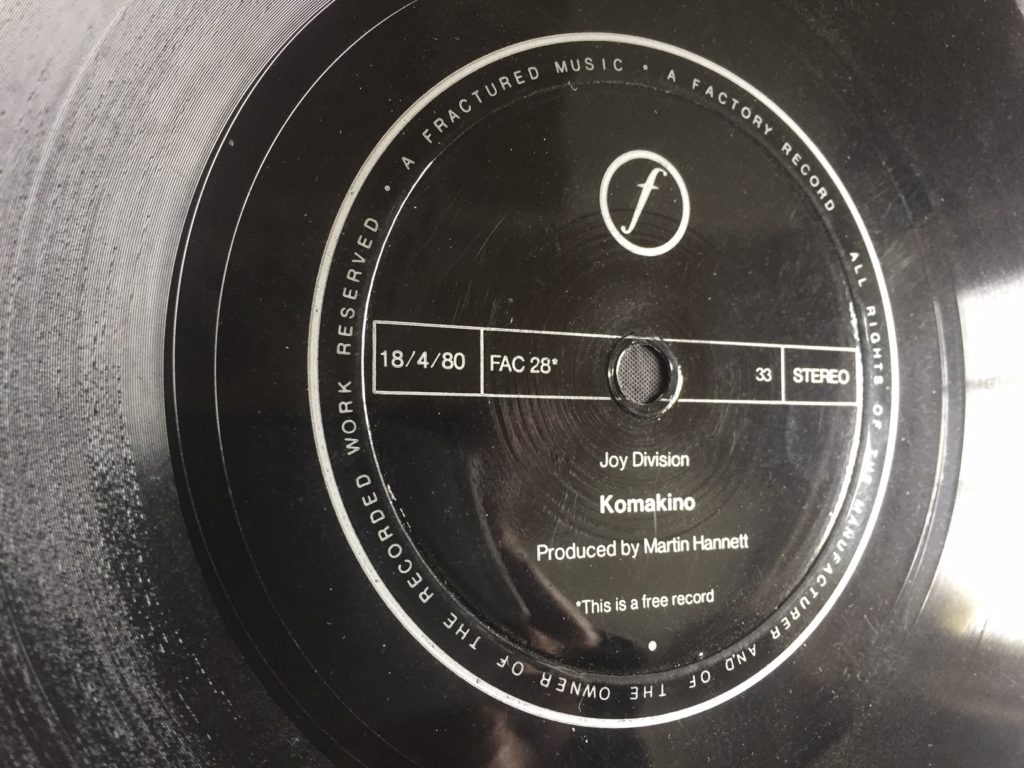 A FRACTURED MUSIC • A FACTORY RECORD
ALL RIGHTS OF THE MANUFACTURER AND OF THE OWNER OF THE RECORDED WORK RESERVED •
f
18/4/80 FAC 28* 33 STEREO
Joy Division
Komakino
Produced by Martin Hannett
*This is a free record